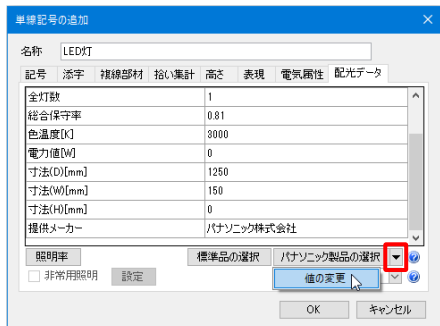 単線記号の追加
名称 LED灯
記号 添字 複線部材 拾い集計 高さ 表現 電気属性 配光データ
全灯数 1
総合保守率 0.81
色温度[K] 3000
電力値[W] 0
寸法(D)[mm] 1250
寸法(W)[mm] 150
寸法(H)[mm] 0
提供メーカー パナソニック株式会社
照明率 標準品の選択 パナソニック製品の選択
非常用照明 設定 値の変更
OK キャンセル